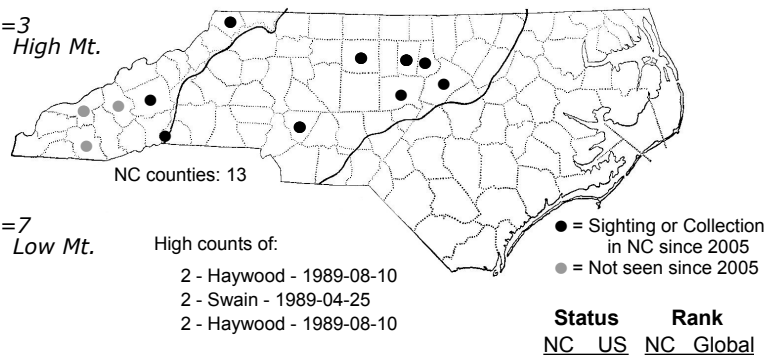 =3
High Mt.
NC counties: 13
=7
Low Mt.
High counts of:
2 - Haywood - 1989-08-10
2 - Swain - 1989-04-25
2 - Haywood - 1989-08-10
= Sighting or Collection
in NC since 2005
= Not seen since 2005
Status Rank
NC US NC Global